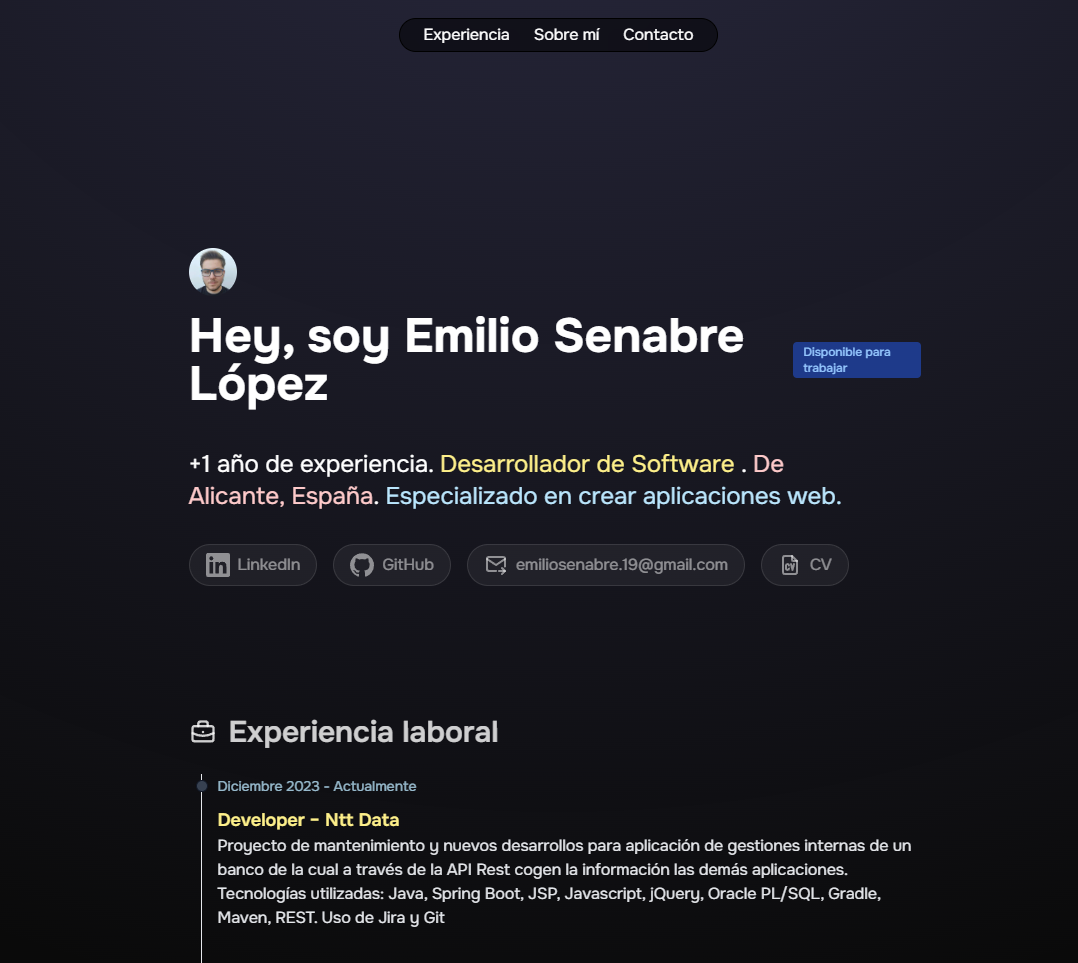 Experiencia Sobre mí Contacto
Hey, soy Emilio Senabre
López
Disponible para
trabajar
+1 año de experiencia. Desarrollador de Software . De
Alicante, España. Especializado en crear aplicaciones web.
LinkedIn GitHub emiliosenabre.19@gmail.com CV
Experiencia laboral
Diciembre 2023 - Actualmente
Developer – Ntt Data
Proyecto de mantenimiento y nuevos desarrollos para aplicación de gestiones internas de un
banco de la cual a través de la API Rest cogen la información las demás aplicaciones.
Tecnologías utilizadas: Java, Spring Boot, JSP, Javascript, jQuery, Oracle PL/SQL, Gradle,
Maven, REST. Uso de Jira y Git